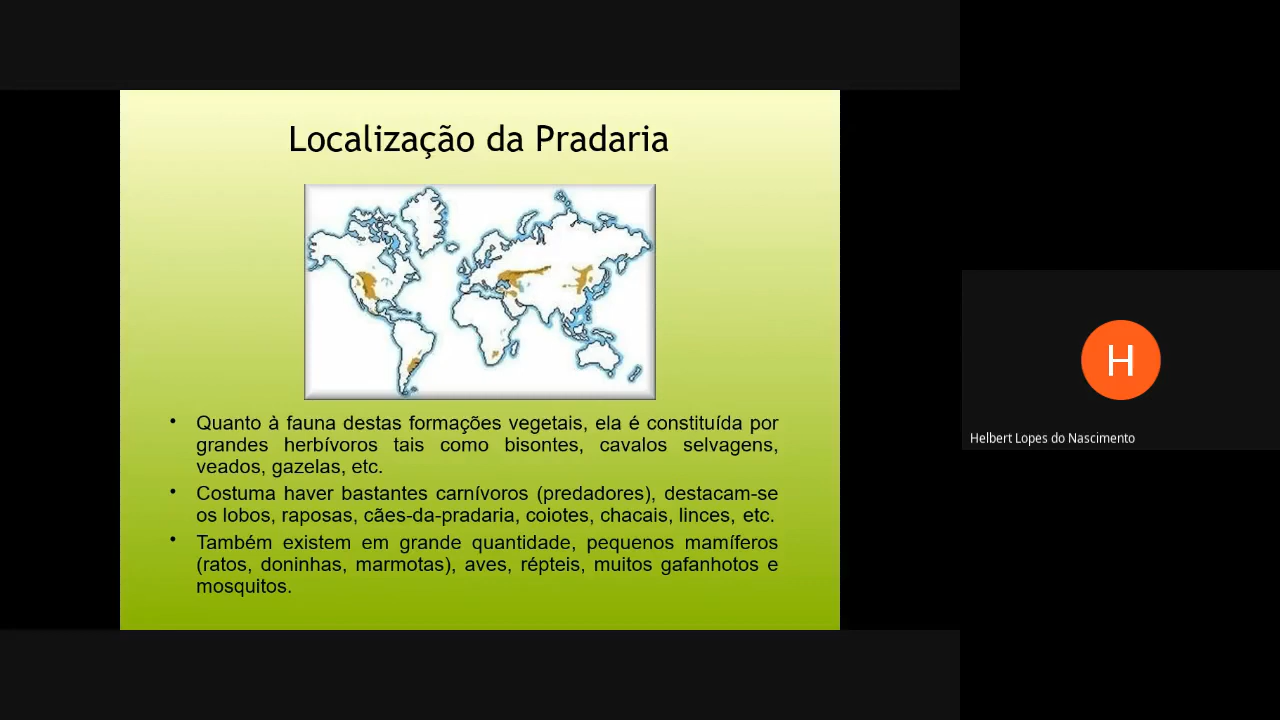 Localização da Pradaria
• Quanto à fauna destas formações vegetais, ela é constituída por
grandes herbívoros tais como bisontes, cavalos selvagens,
veados, gazelas, etc.
• Costuma haver bastantes carnívoros (predadores), destacam-se
os lobos, raposas, cães-da-pradaria, coiotes, chacais, linces, etc.
• Também existem em grande quantidade, pequenos mamíferos
(ratos, doninhas, marmotas), aves, répteis, muitos gafanhotos e
mosquitos.
H
Helbert Lopes do Nascimento